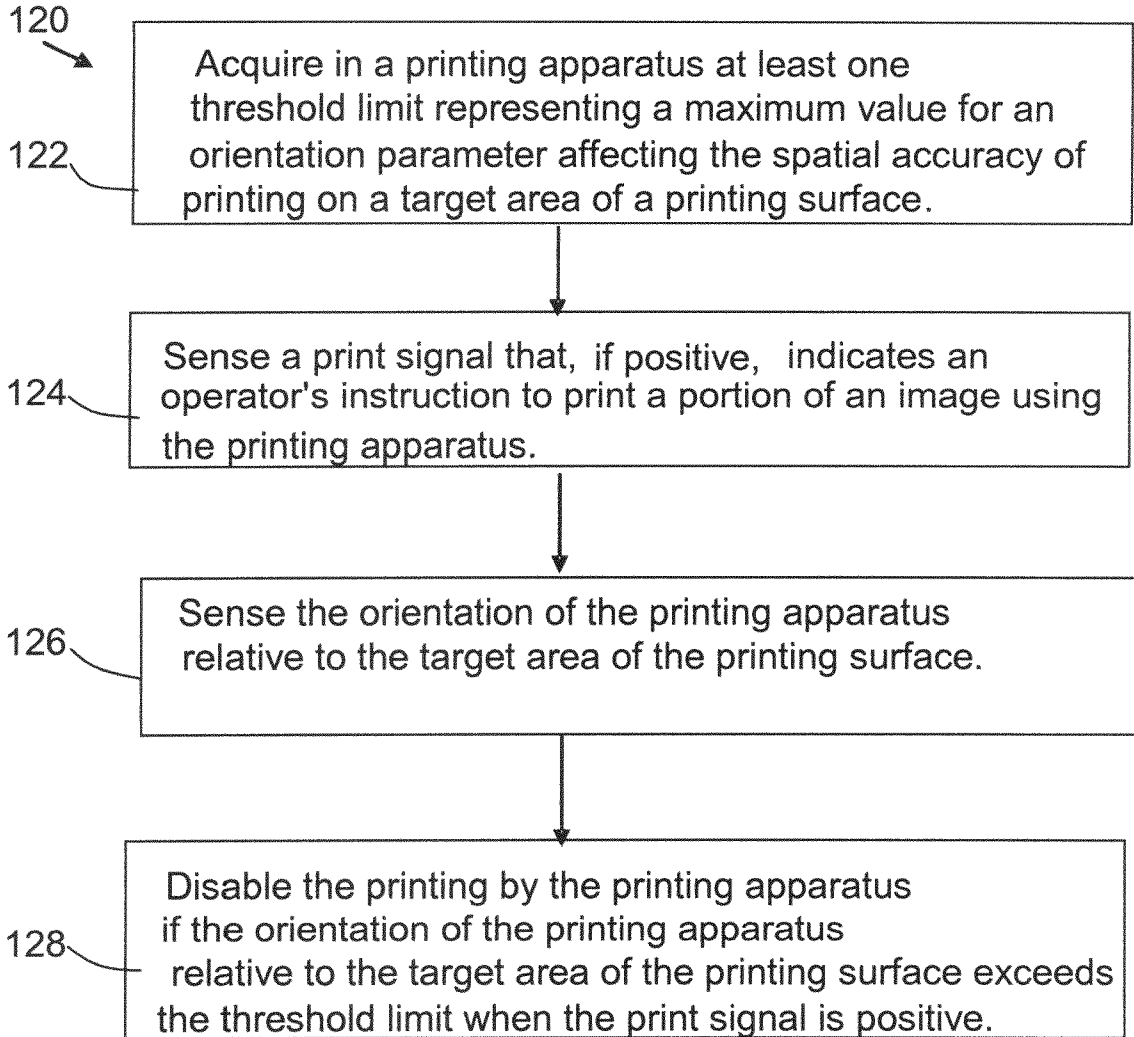 120
Acquire in a printing apparatus at least one
threshold limit representing a maximum value for an
122
orientation parameter affecting the spatial accuracy of
printing on a target area of a printing surface.
Sense a print signal that, if positive, indicates an
124
operator's instruction to print a portion of an image using
the printing apparatus.
Sense the orientation of the printing apparatus
126
relative to the target area of the printing surface.
Disable the printing by the printing apparatus
if the orientation of the printing apparatus
128
relative to the target area of the printing surface exceeds
the threshold limit when the print signal is positive.